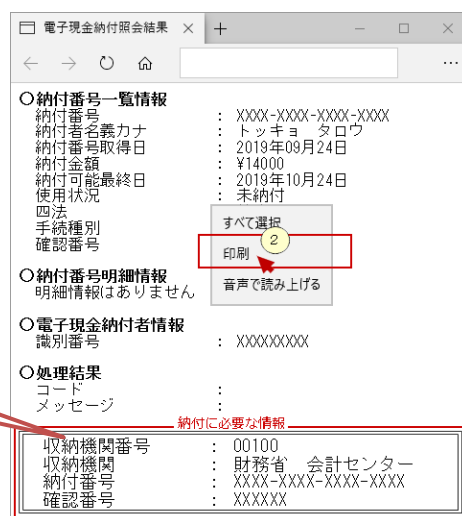 電子現金納付照会結果
〇納付番号一覧情報
納付番号 : XXXX-XXXX-XXXX-XXXX
納付者名義カナ : トッキョ タロウ
納付番号取得日 : 2019年09月24日
納付金額 : ¥14000
納付可能最終日 : 2019年10月24日
使用状況 : 未納付
四法
手続種別
確認番号
すべて選択
2
印刷
音声で読み上げる
〇納付番号明細情報
明細情報はありません
〇電子現金納付者情報
識別番号 : XXXXXXXXX
〇処理結果
コード :
メッセージ :
納付に必要な情報
収納機関番号 : 00100
収納機関 : 財務省 会計センター
納付番号 : XXXX-XXXX-XXXX-XXXX
確認番号 : XXXXXX